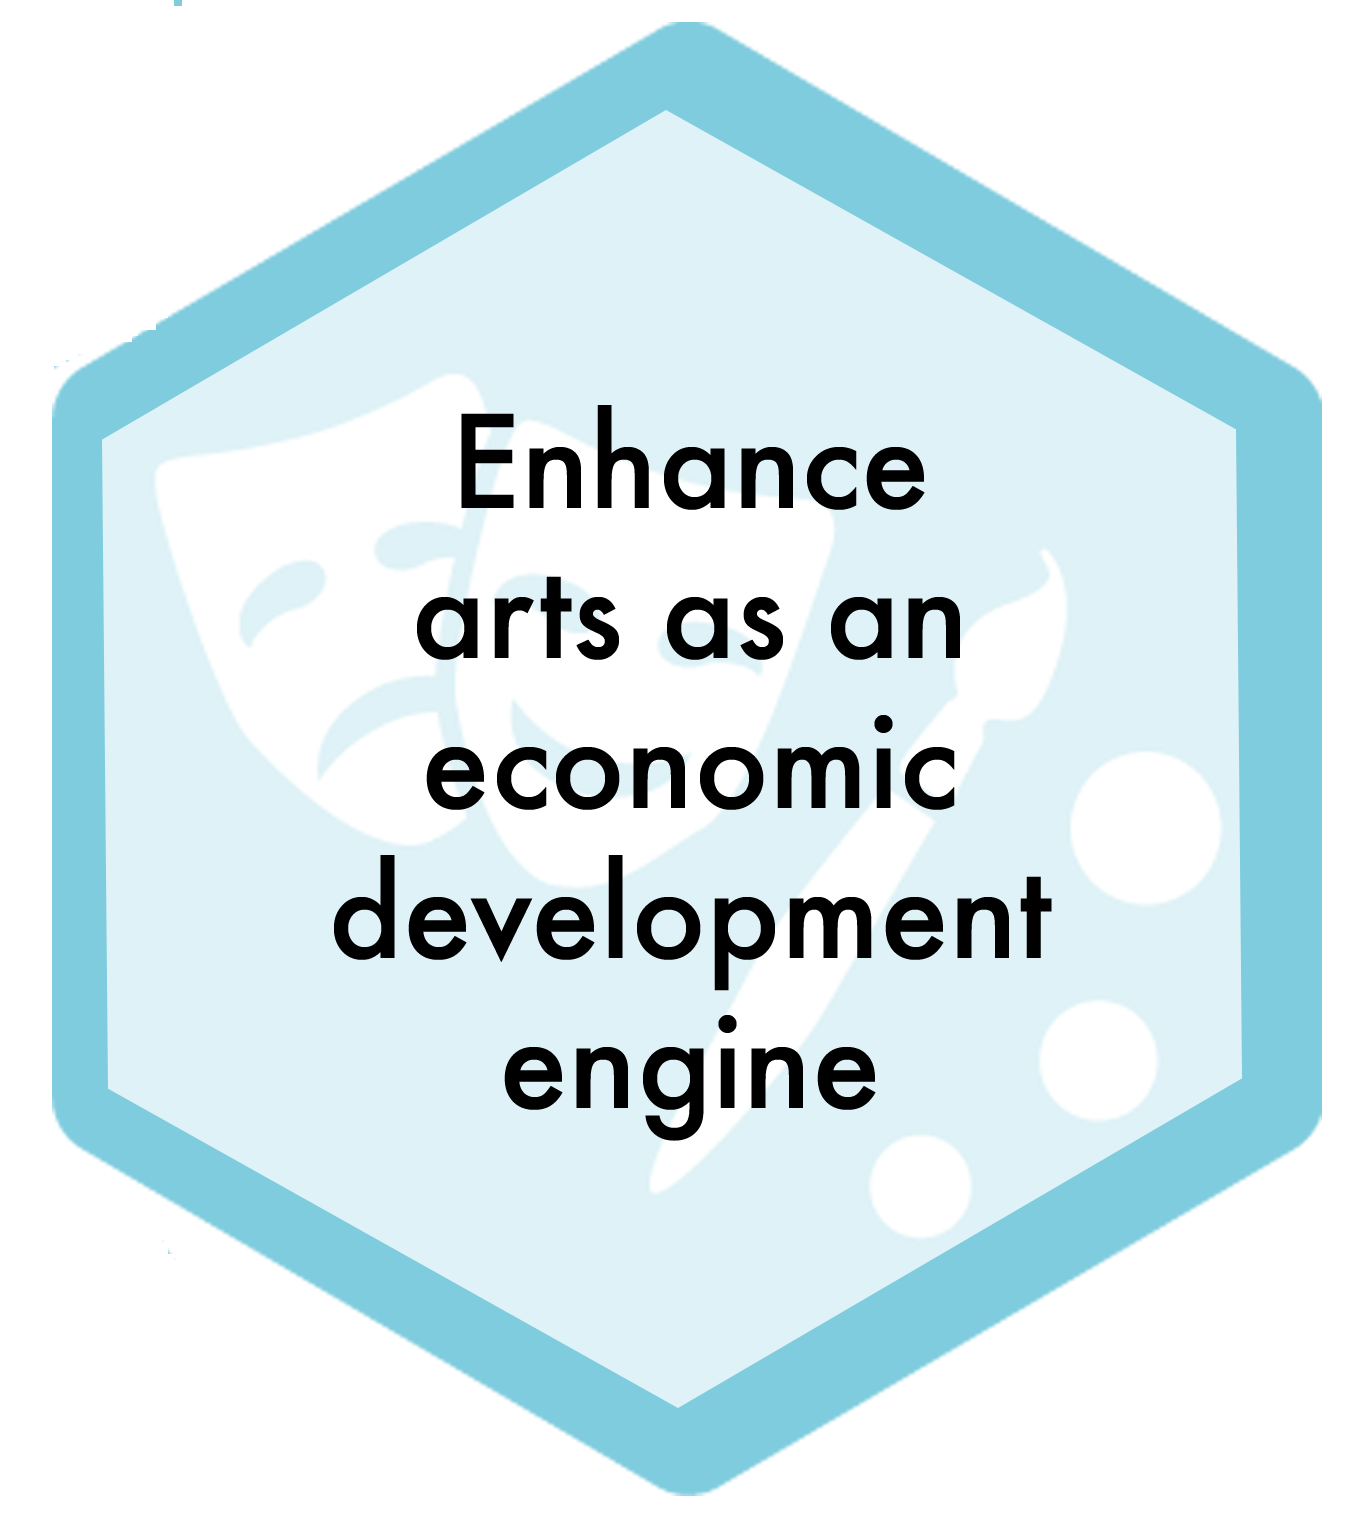 Enhance
arts as an
economic
development
engine